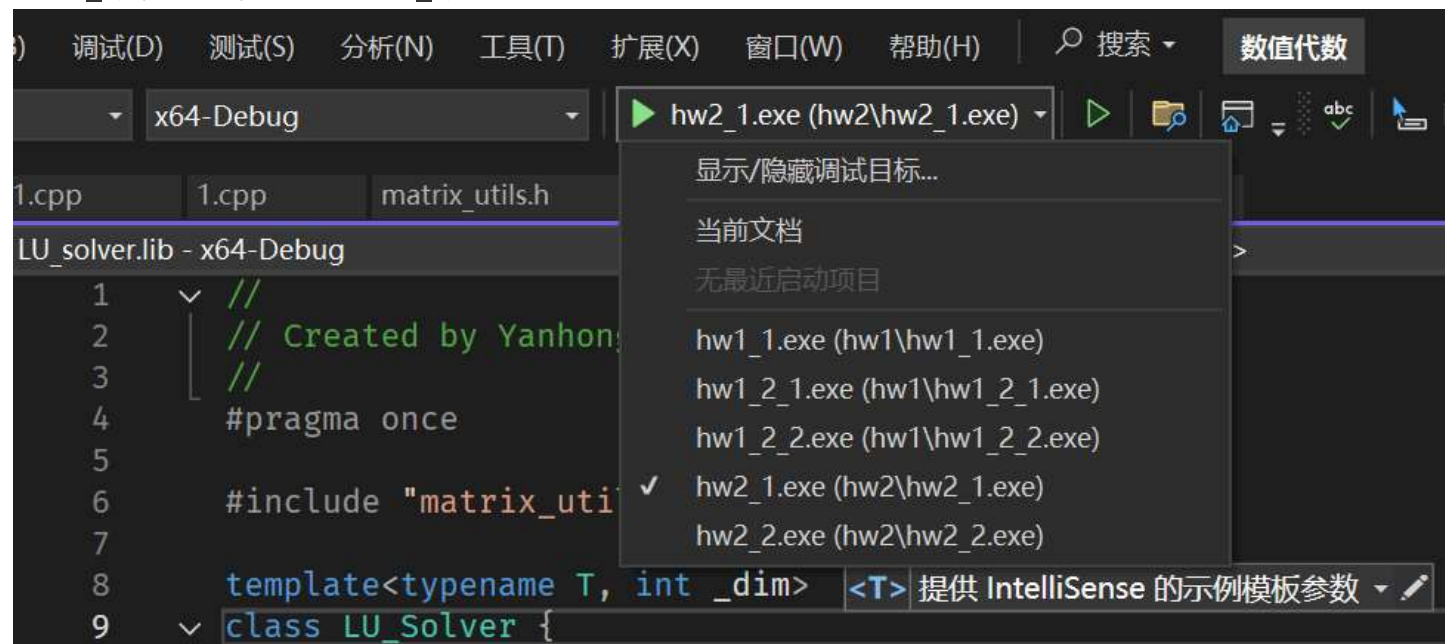 调试(D) 测试(S) 分析(N) 工具(T) 扩展(X) 窗口(W) 帮助(H) 搜索 数值代数
x64-Debug hw2_1.exe (hw2\hw2_1.exe) abc
显示/隐藏调试目标...
1.cpp 1.cpp matrix_utils.h
当前文档
LU_solver.lib - x64-Debug >
无最近启动项目
1 //
2 // Created by Yanhong
hw1_1.exe (hw1\hw1_1.exe)
3 //
hw1_2_1.exe (hw1\hw1_2_1.exe)
4 #pragma once
hw1_2_2.exe (hw1\hw1_2_2.exe)
5
hw2_1.exe (hw2\hw2_1.exe)
6 #include "matrix_uti
hw2_2.exe (hw2\hw2_2.exe)
7
8 template<typename T, int _dim> <T> 提供 IntelliSense 的示例模板参数
9 class LU_Solver {